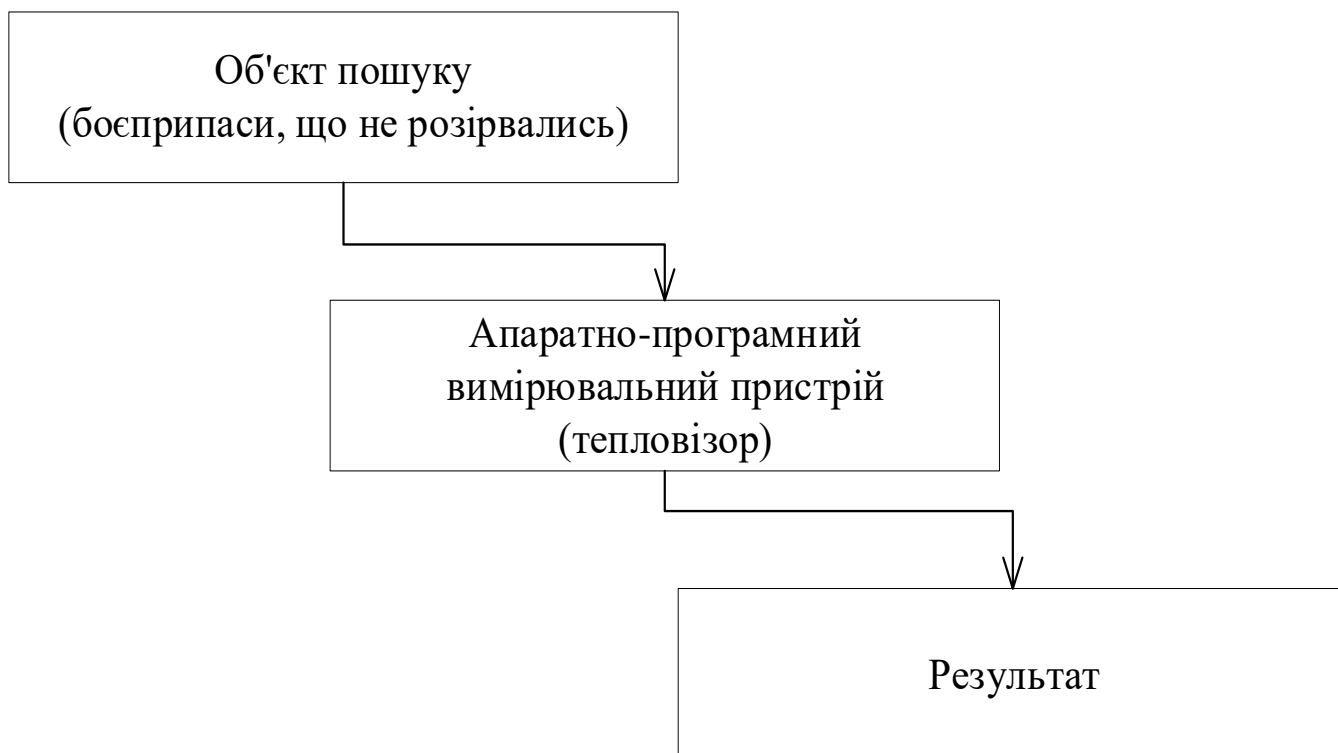 Об'єкт пошуку
(боєприпаси, що не розірвались)
Апаратно-програмний
вимірювальний пристрій
(тепловізор)
Результат